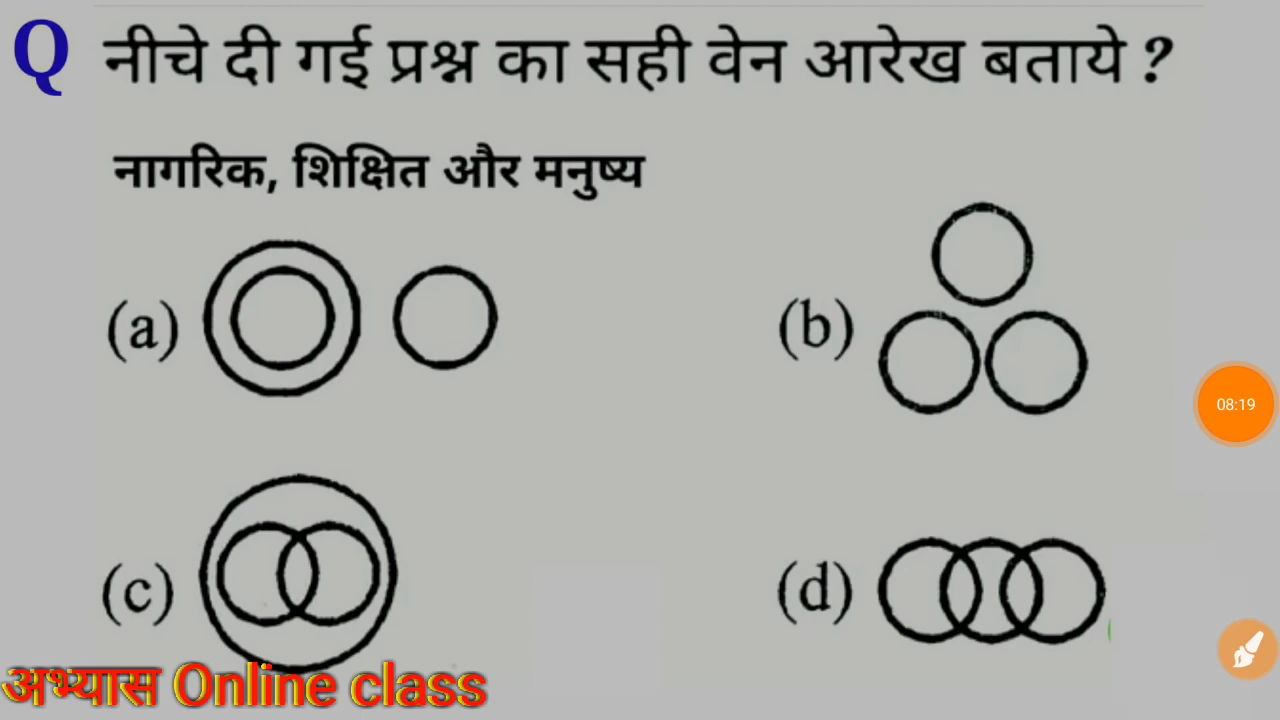 Q नीचे दी गई प्रश्न का सही वेन आरेख बताये ?
नागरिक, शिक्षित और मनुष्य
(a)
(b)
(c)
(d)
08:19
अभ्यास Online class